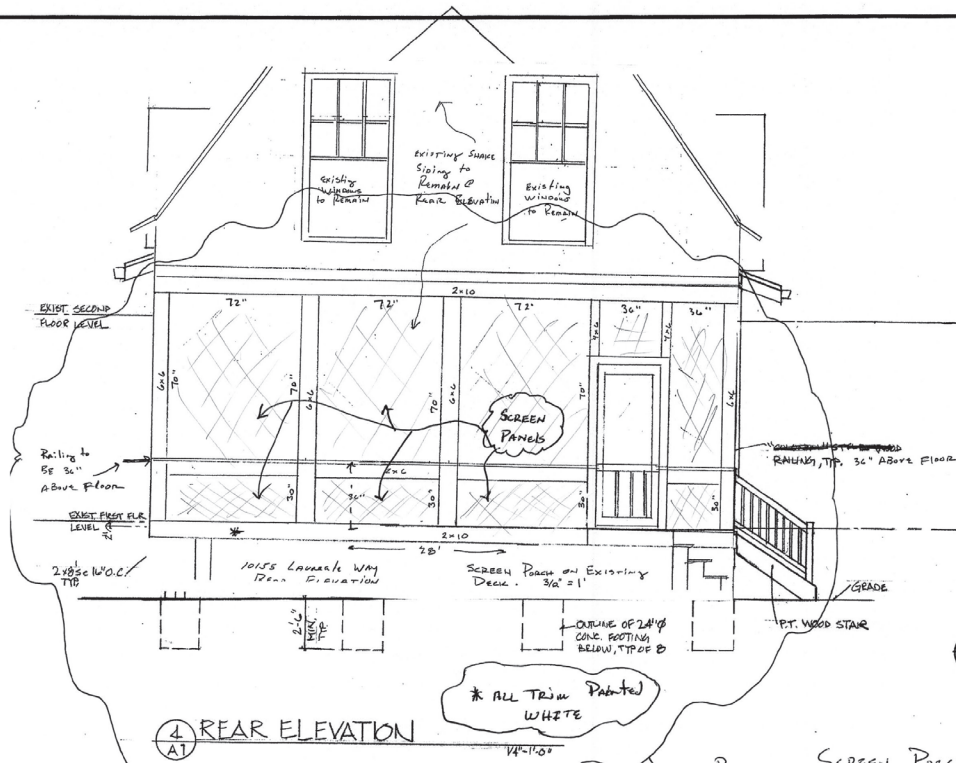 EXISTING SHAKE
Siding to
Remain @
REAR ELEVATION
Existing
WINDOWS
to Remain
Existing
WINDOWS
to Remain
2x10
EXIST. SECOND
FLOOR LEVEL
72"
72"
72"
36"
36"
4x6
4x6
6x6
70"
70"
6x6
70"
6x6
70"
6x6
SCREEN
PANELS
Railing to
BE 36"
ABOVE FLOOR
RAILING, TYP. 36" ABOVE FLOOR
6x6
30"
36"
30"
30"
30"
EXIST. FIRST FLR.
LEVEL
*
2x10
28'
2x8's @ 16" O.C.
TYP
10155 WAY
REAR ELEVATION
SCREEN PORCH ON EXISTING
DECK. 3/8" = 1'
GRADE
P.T. WOOD STAIR
2'-6"
MIN.
TYP.
OUTLINE OF 24"Ø
CONC. FOOTING
BELOW, TYP OF 8
* ALL TRIM PAINTED
WHITE
4
A1
REAR ELEVATION
1/4"=1'-0"
SCREEN